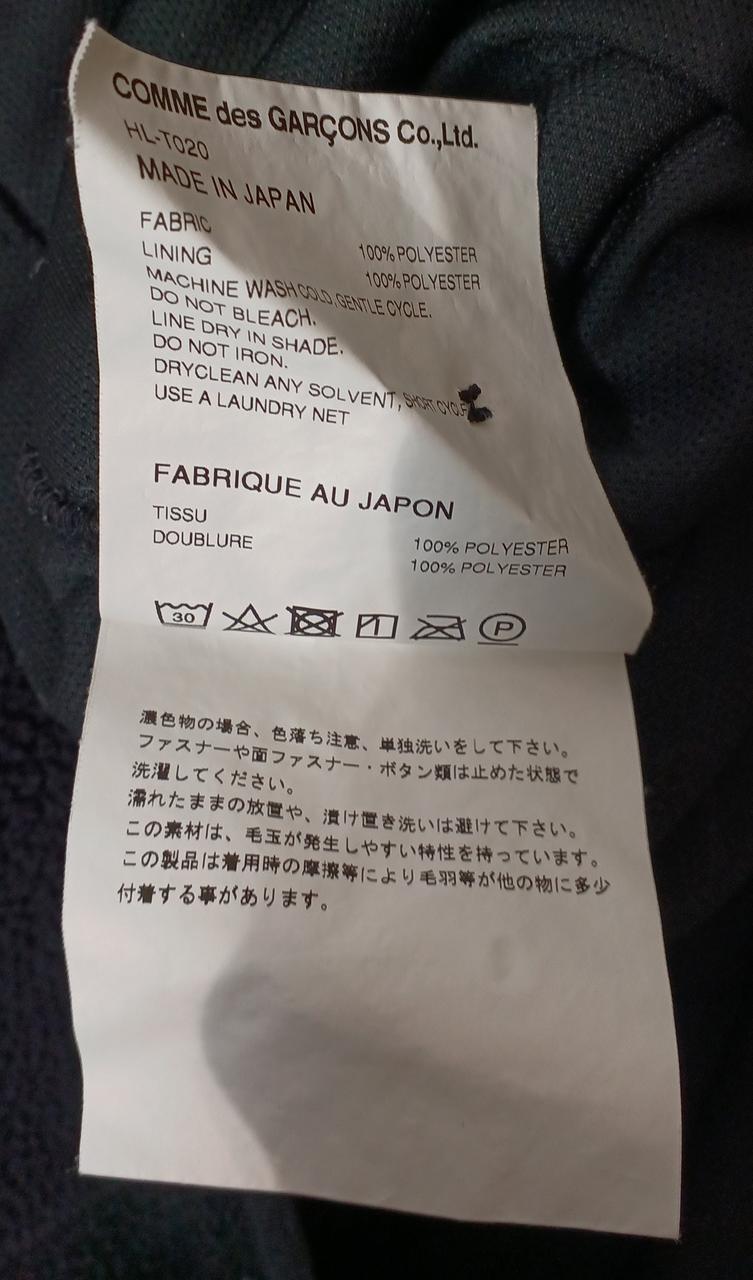 COMME des GARÇONS Co.,Ltd.
HL-T020
MADE IN JAPAN
FABRIC 100% POLYESTER
LINING 100% POLYESTER
MACHINE WASH COLD, GENTLE CYCLE.
DO NOT BLEACH.
LINE DRY IN SHADE.
DO NOT IRON.
DRYCLEAN ANY SOLVENT, SHORT CYCLE
USE A LAUNDRY NET
FABRIQUE AU JAPON
TISSU 100% POLYESTER
DOUBLURE 100% POLYESTER
30 P
濃色物の場合、色落ち注意、単独洗いをして下さい。
ファスナーや面ファスナー・ボタン類は止めた状態で
洗濯してください。
濡れたままの放置や、漬け置き洗いは避けて下さい。
この素材は、毛玉が発生しやすい特性を持っています。
この製品は着用時の摩擦等により毛羽等が他の物に多少
付着する事があります。